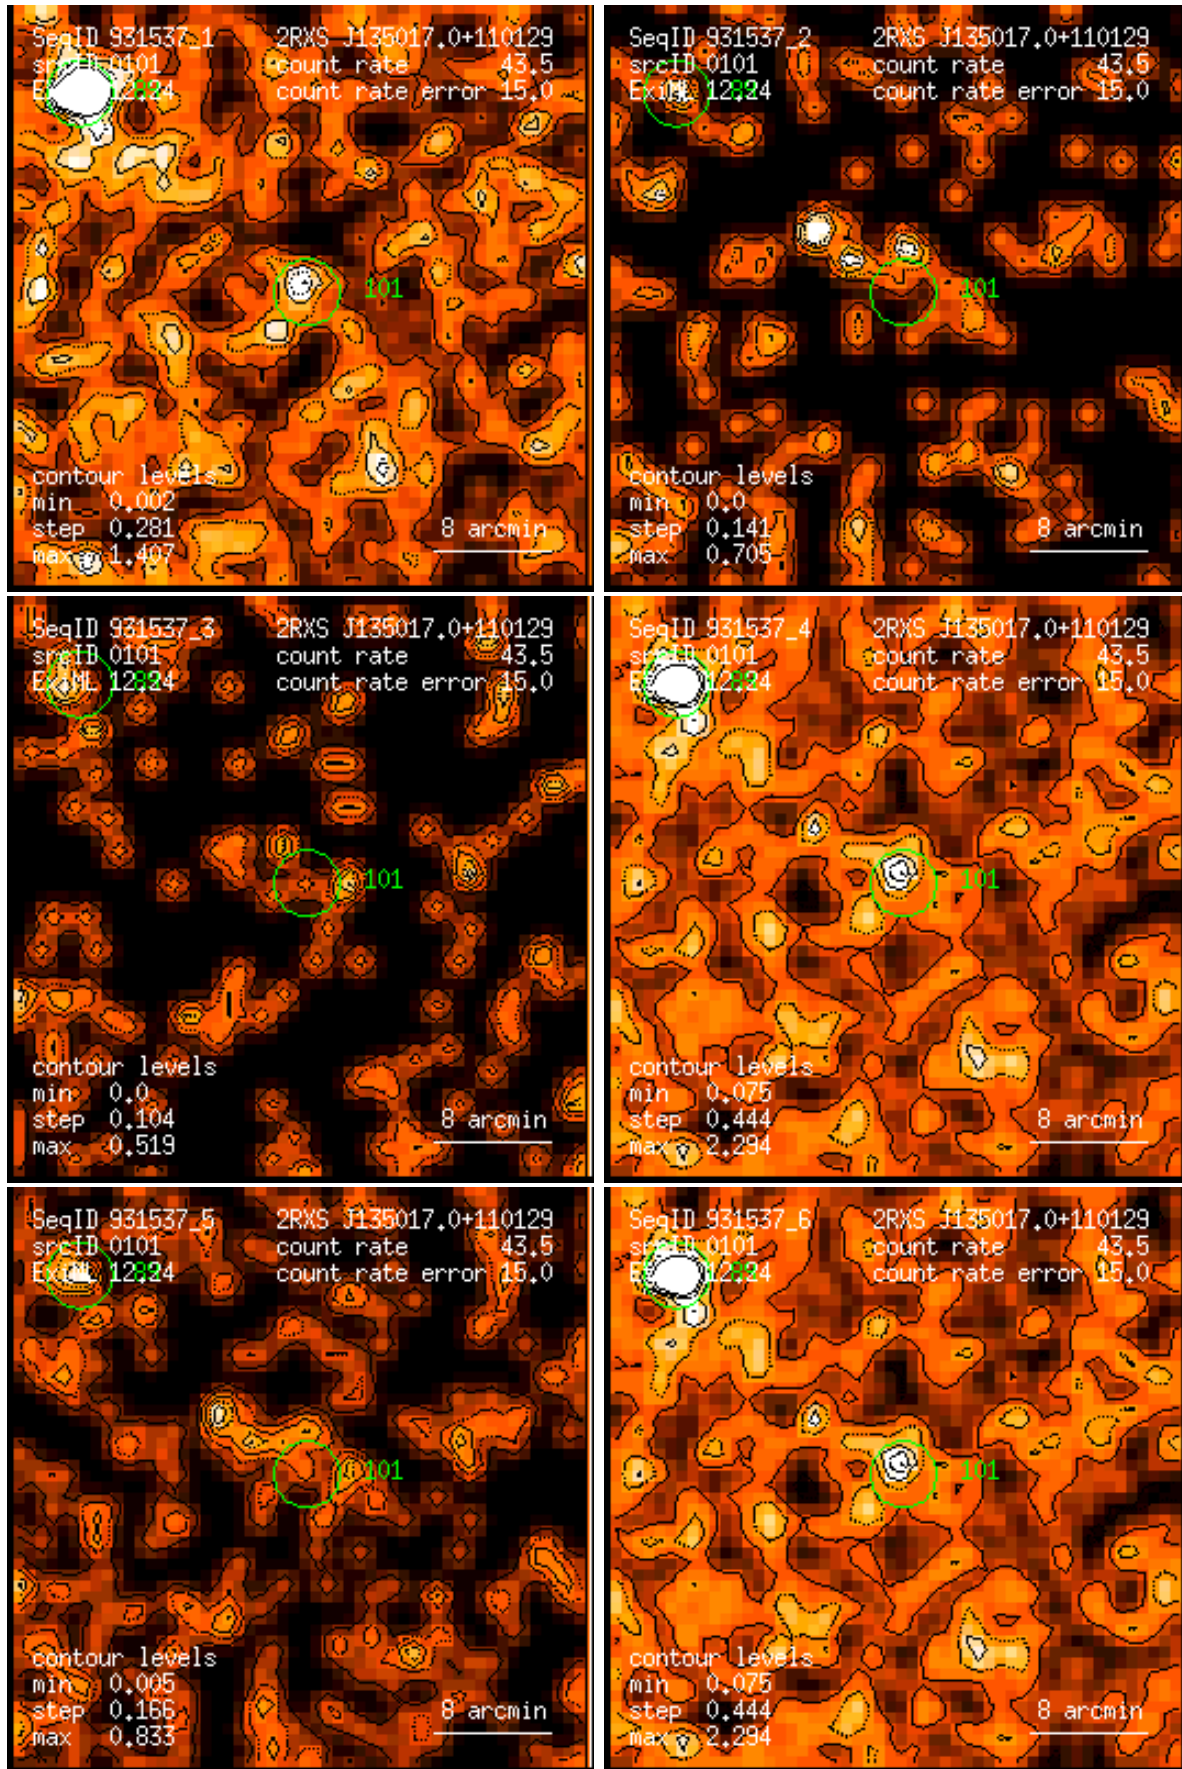 SeqID 931537_1 2RXS J135017.0+110129
srcID 0101 count rate 43.5
12.24 count rate error 15.0
101
contour levels
min 0.002
step 0.281 8 arcmin
max 1.407
SeqID 931537_2 2RXS J135017.0+110129
srcID 0101 count rate 43.5
ExiML 12.24 count rate error 15.0
101
contour levels
min 0.0
step 0.141 8 arcmin
max 0.705
SeqID 931537_3 2RXS J135017.0+110129
srcID 0101 count rate 43.5
ExiML 12.24 count rate error 15.0
101
contour levels
min 0.0
step 0.104 8 arcmin
max 0.519
SeqID 931537_4 2RXS J135017.0+110129
srcID 0101 count rate 43.5
12.24 count rate error 15.0
101
contour levels
min 0.075
step 0.444 8 arcmin
max 2.294
SeqID 931537_5 2RXS J135017.0+110129
srcID 0101 count rate 43.5
ExiML 12.24 count rate error 15.0
101
contour levels
min 0.005
step 0.166 8 arcmin
max 0.833
SeqID 931537_6 2RXS J135017.0+110129
srcID 0101 count rate 43.5
12.24 count rate error 15.0
101
contour levels
min 0.075
step 0.444 8 arcmin
max 2.294